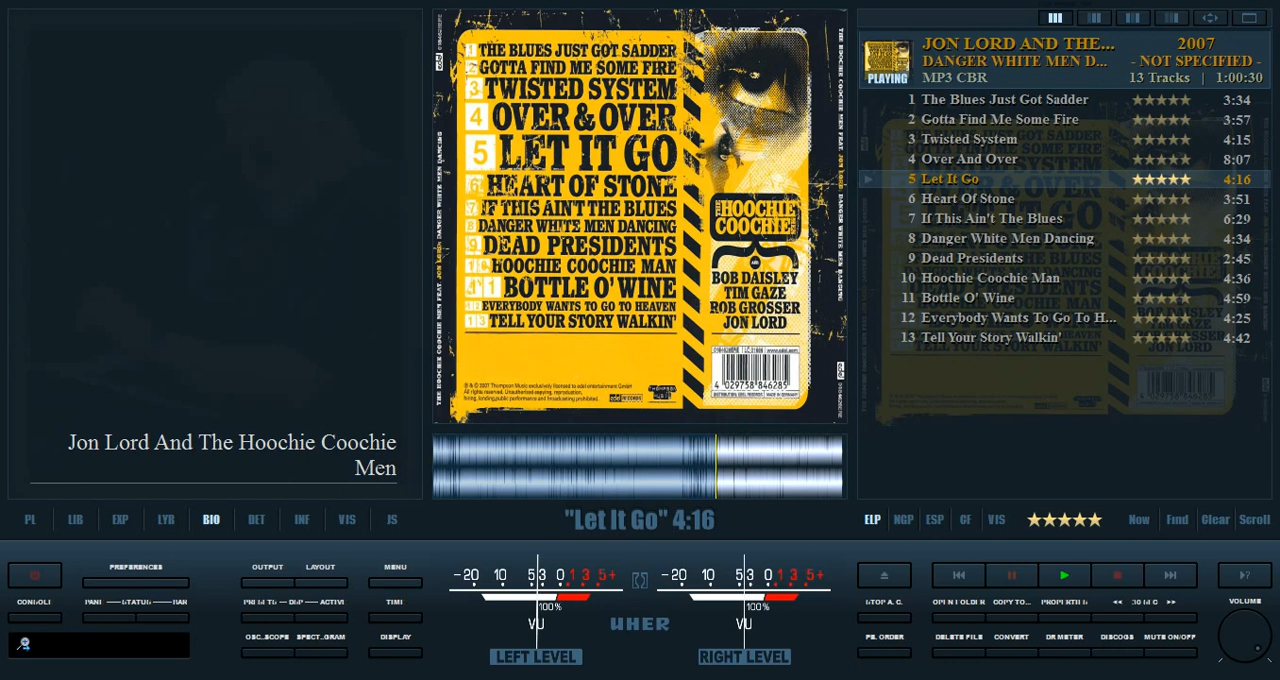 Jon Lord And The Hoochie Coochie
Men
PL LIB EXP LYR BIO DET INF VIS JS
1 THE BLUES JUST GOT SADDER
2 GOTTA FIND ME SOME FIRE
3 TWISTED SYSTEM
4 OVER & OVER
5 LET IT GO
6 HEART OF STONE
7 IF THIS AIN'T THE BLUES
8 DANGER WHITE MEN DANCING
9 DEAD PRESIDENTS
10 HOOCHIE COOCHIE MAN
11 BOTTLE O' WINE
12 EVERYBODY WANTS TO GO TO HEAVEN
13 TELL YOUR STORY WALKIN'
THE
HOOCHIE
COOCHIE
MEN
ARE
BOB DAISLEY
TIM GAZE
ROB GROSSER
JON LORD
4 029758 846285
"Let It Go" 4:16
JON LORD AND THE... 2007
DANGER WHITE MEN D... - NOT SPECIFIED -
PLAYING MP3 CBR 13 Tracks | 1:00:30
1 The Blues Just Got Sadder ★★★★★ 3:34
2 Gotta Find Me Some Fire ★★★★★ 3:57
3 Twisted System ★★★★★ 4:15
4 Over And Over ★★★★★ 8:07
5 Let It Go ★★★★★ 4:16
6 Heart Of Stone ★★★★★ 3:51
7 If This Ain't The Blues ★★★★★ 6:29
8 Danger White Men Dancing ★★★★★ 4:34
9 Dead Presidents ★★★★★ 2:45
10 Hoochie Coochie Man ★★★★★ 4:36
11 Bottle O' Wine ★★★★★ 4:59
12 Everybody Wants To Go To H... ★★★★★ 4:25
13 Tell Your Story Walkin' ★★★★★ 4:42
ELP NGP ESP CF VIS ★★★★★ Now Find Clear Scroll
PREFERENCES OUTPUT LAYOUT MENU
OSC..SCOPE SPECT..GRAM DISPLAY
-20 10 5 3 0 1 3 5+
100 %
VU
LEFT LEVEL
UHER
-20 10 5 3 0 1 3 5+
100 %
VU
RIGHT LEVEL
COPY TO...
VOLUME
PB. ORDER DELETE FILE CONVERT DR METER DISCOGS MUTE ON/OFF